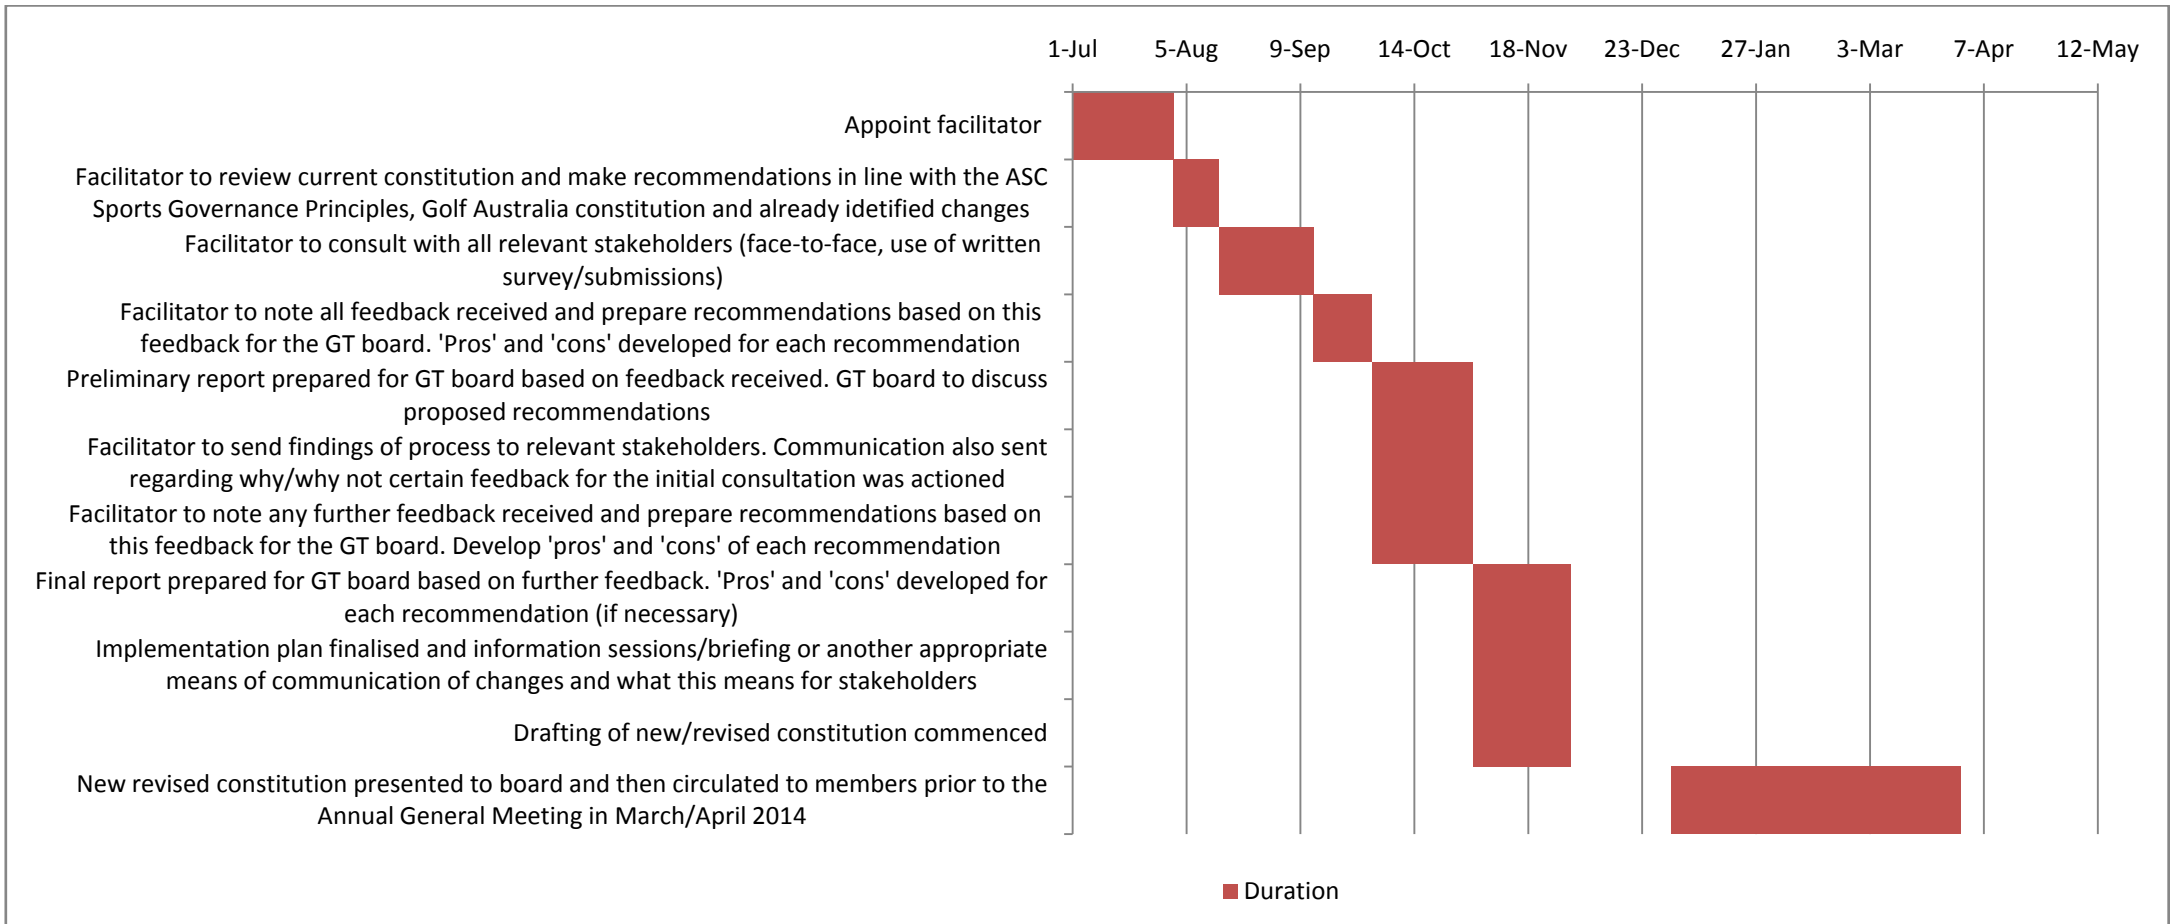 1-Jul 5-Aug 9-Sep 14-Oct 18-Nov 23-Dec 27-Jan 3-Mar 7-Apr 12-May
Appoint facilitator
Facilitator to review current constitution and make recommendations in line with the ASC
Sports Governance Principles, Golf Australia constitution and already idetified changes
Facilitator to consult with all relevant stakeholders (face-to-face, use of written
survey/submissions)
Facilitator to note all feedback received and prepare recommendations based on this
feedback for the GT board. 'Pros' and 'cons' developed for each recommendation
Preliminary report prepared for GT board based on feedback received. GT board to discuss
proposed recommendations
Facilitator to send findings of process to relevant stakeholders. Communication also sent
regarding why/why not certain feedback for the initial consultation was actioned
Facilitator to note any further feedback received and prepare recommendations based on
this feedback for the GT board. Develop 'pros' and 'cons' of each recommendation
Final report prepared for GT board based on further feedback. 'Pros' and 'cons' developed for
each recommendation (if necessary)
Implementation plan finalised and information sessions/briefing or another appropriate
means of communication of changes and what this means for stakeholders
Drafting of new/revised constitution commenced
New revised constitution presented to board and then circulated to members prior to the
Annual General Meeting in March/April 2014
Duration